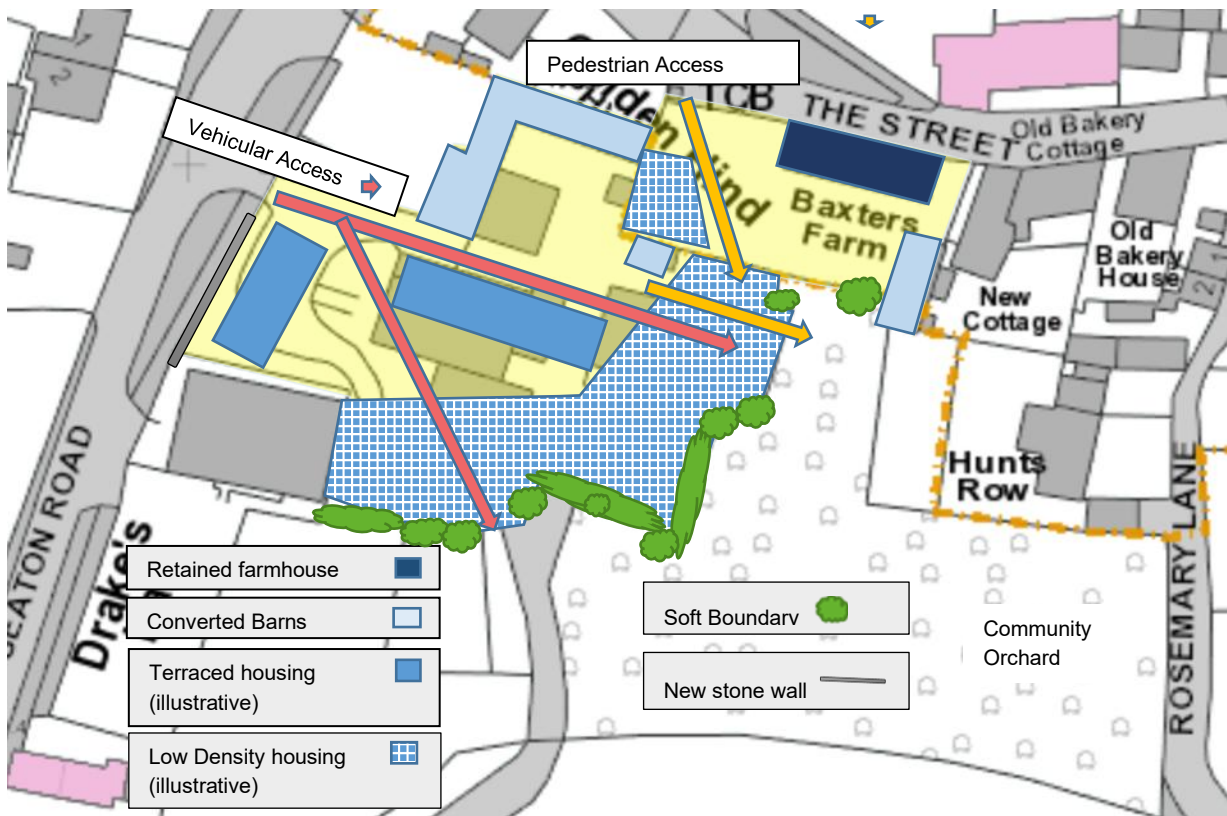 Pedestrian Access
TCB
THE STREET
Old Bakery
Cottage
Vehicular Access
Baxters
Farm
Old
Bakery
House
2 1
New
Cottage
Hunts
Row
SEATON ROAD
Drake's
ROSEMARY LANE
Retained farmhouse
Converted Barns
Terraced housing
(illustrative)
Low Density housing
(illustrative)
Soft Boundary
New stone wall
Community
Orchard